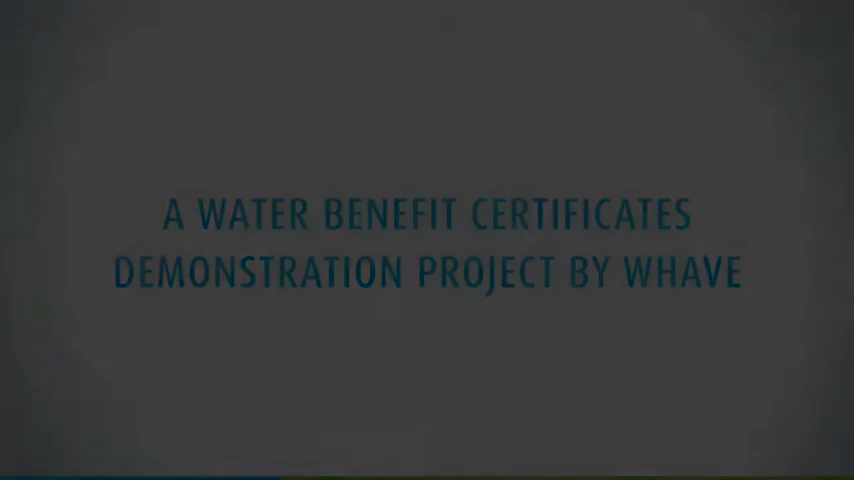 A WATER BENEFIT CERTIFICATES
DEMONSTRATION PROJECT BY WHAVE